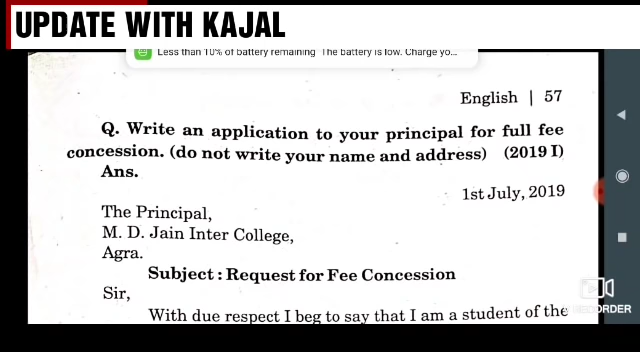 UPDATE WITH KAJAL
Less than 10% of battery remaining The battery is low. Charge yo...
English | 57
Q. Write an application to your principal for full fee
concession. (do not write your name and address) (2019 I)
Ans.
1st July, 2019
The Principal,
M. D. Jain Inter College,
Agra.
Subject : Request for Fee Concession
Sir,
With due respect I beg to say that I am a student of the